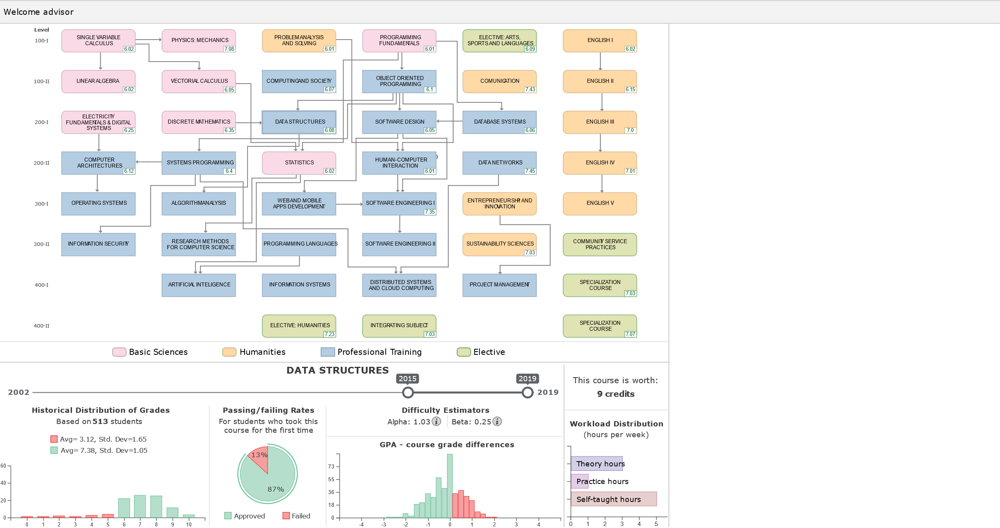 Welcome advisor
Level
100-I
SINGLE VARIABLE
CALCULUS
6.02
PHYSICS: MECHANICS
7.08
PROBLEM ANALYSIS
AND SOLVING
6.01
PROGRAMMING
FUNDAMENTALS
6.01
ELECTIVE: ARTS,
SPORTS AND LANGUAGES
6.09
ENGLISH I
6.02
100-II
LINEAR ALGEBRA
6.02
VECTORIAL CALCULUS
6.05
COMPUTING AND SOCIETY
6.07
OBJECT ORIENTED
PROGRAMMING
6.1
COMUNICATION
7.43
ENGLISH II
6.15
200-I
ELECTRICITY
FUNDAMENTALS & DIGITAL
SYSTEMS
6.25
DISCRETE MATHEMATICS
6.35
DATA STRUCTURES
6.08
SOFTWARE DESIGN
6.05
DATABASE SYSTEMS
6.06
ENGLISH III
7.0
200-II
COMPUTER
ARCHITECTURES
6.12
SYSTEMS PROGRAMMING
6.4
STATISTICS
6.02
HUMAN-COMPUTER
INTERACTION
6.01
DATA NETWORKS
7.45
ENGLISH IV
7.01
300-I
OPERATING SYSTEMS
ALGORITHM ANALYSIS
WEB AND MOBILE
APPS DEVELOPMENT
SOFTWARE ENGINEERING I
7.35
ENTREPRENEURSHIP AND
INNOVATION
ENGLISH V
300-II
INFORMATION SECURITY
RESEARCH METHODS
FOR COMPUTER SCIENCE
PROGRAMMING LANGUAGES
SOFTWARE ENGINEERING II
SUSTAINABILITY SCIENCES
7.03
COMMUNITY SERVICE
PRACTICES
400-I
ARTIFICIAL INTELIGENCE
INFORMATION SYSTEMS
DISTRIBUTED SYSTEMS
AND CLOUD COMPUTING
PROJECT MANAGEMENT
SPECIALIZATION
COURSE
7.03
400-II
ELECTIVE: HUMANITIES
7.23
INTEGRATING SUBJECT
7.03
SPECIALIZATION
COURSE
7.07
Basic Sciences
Humanities
Professional Training
Elective
DATA STRUCTURES
2002
2015
2019
2019
Historical Distribution of Grades
Based on 513 students
Avg= 3.12, Std. Dev=1.65
Avg= 7.38, Std. Dev=1.05
60
40
20
0
0 1 2 3 4 5 6 7 8 9 10
Passing/failing Rates
For students who took this
course for the first time
13%
87%
Approved
Failed
Difficulty Estimators
Alpha: 1.03 i
Beta: 0.25 i
GPA - course grade differences
73
55
36
18
0
-4 -3 -2 -1 0 1 2 3 4
This course is worth:
9 credits
Workload Distribution
(hours per week)
Theory hours
Practice hours
Self-taught hours
0 1 2 3 4 5